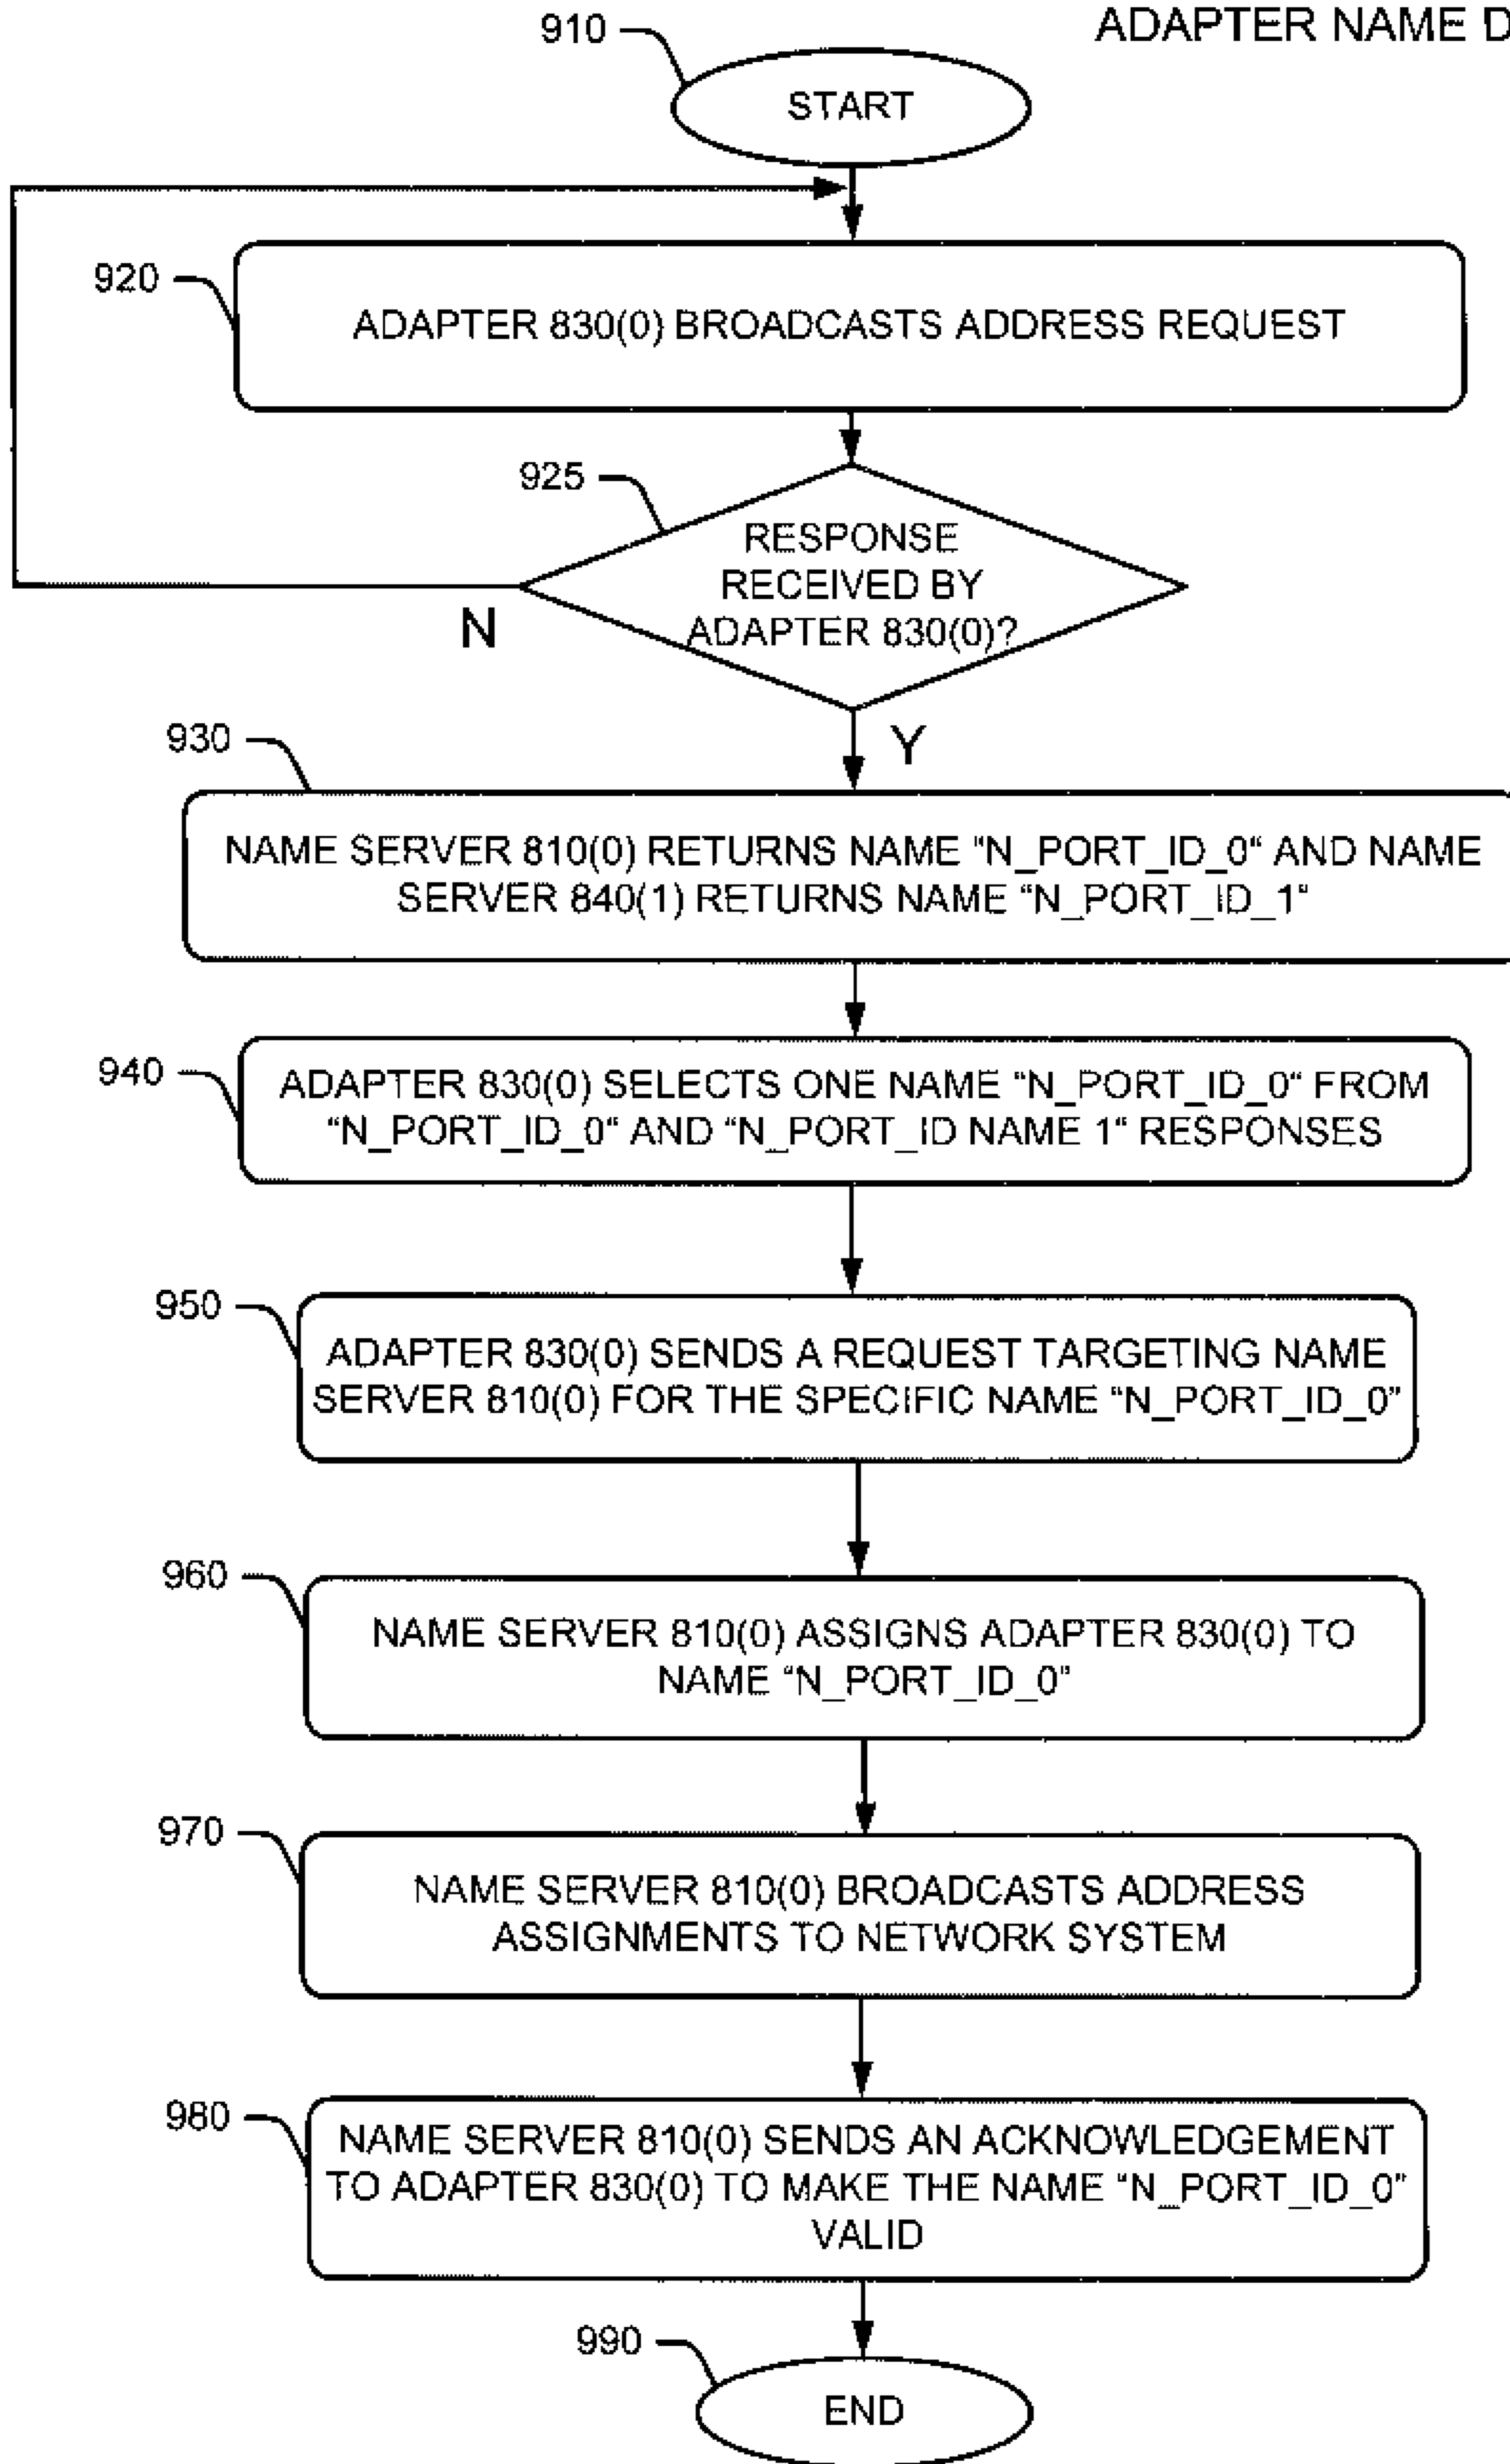 ADAPTER NAME D
910
START
920
ADAPTER 830(0) BROADCASTS ADDRESS REQUEST
925
RESPONSE
RECEIVED BY
ADAPTER 830(0)?
N
Y
930
NAME SERVER 810(0) RETURNS NAME “N_PORT_ID_0“ AND NAME
SERVER 840(1) RETURNS NAME “N_PORT_ID_1“
940
ADAPTER 830(0) SELECTS ONE NAME “N_PORT_ID_0“ FROM
“N_PORT_ID_0“ AND “N_PORT_ID NAME 1“ RESPONSES
950
ADAPTER 830(0) SENDS A REQUEST TARGETING NAME
SERVER 810(0) FOR THE SPECIFIC NAME “N_PORT_ID_0”
960
NAME SERVER 810(0) ASSIGNS ADAPTER 830(0) TO
NAME “N_PORT_ID_0”
970
NAME SERVER 810(0) BROADCASTS ADDRESS
ASSIGNMENTS TO NETWORK SYSTEM
980
NAME SERVER 810(0) SENDS AN ACKNOWLEDGEMENT
TO ADAPTER 830(0) TO MAKE THE NAME “N_PORT_ID_0“
VALID
990
END